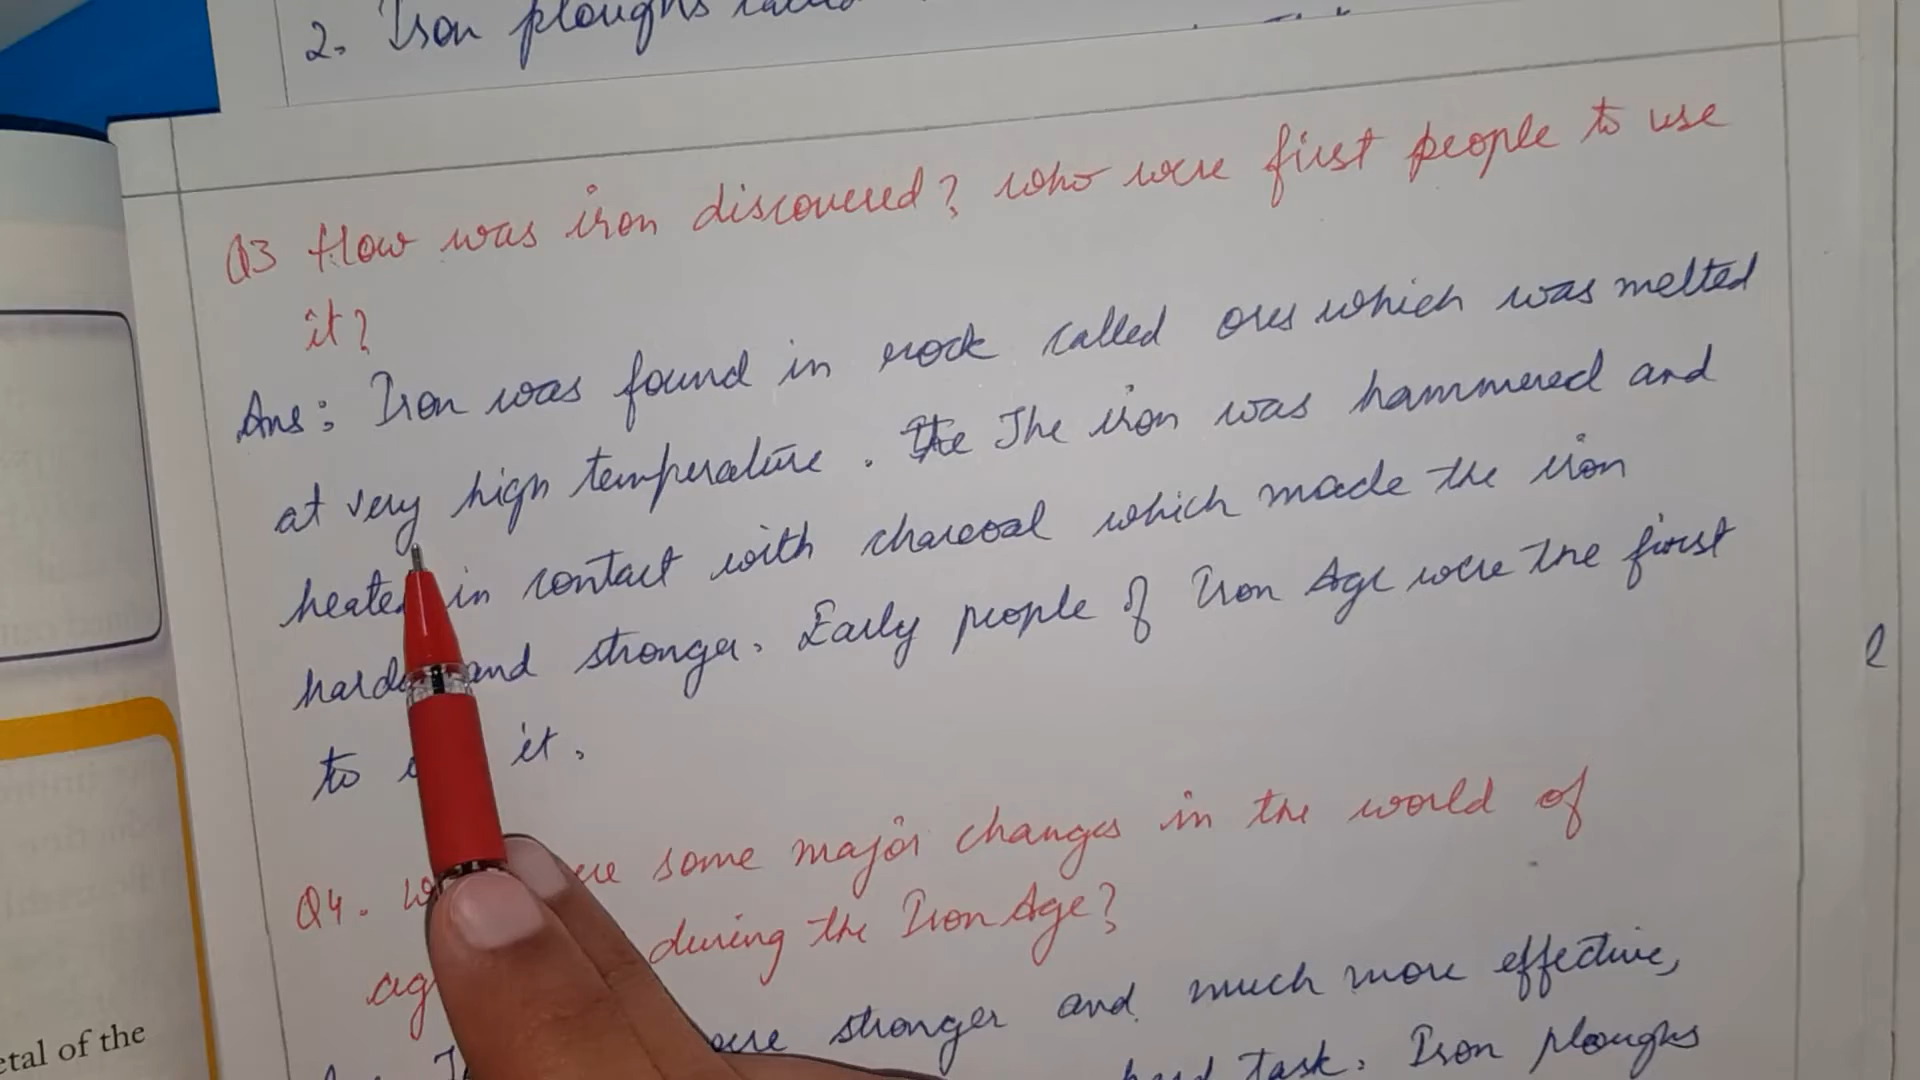 2. Iron ploughs
Q3 How was iron discovered? who were first people to use
it?
Ans: Iron was found in rock called ores which was melted
at very high temperature. The The iron was hammered and
heated in contact with charcoal which made the iron
harder and stronger. Early people of Iron Age were the first
to it.
Q4. some major changes in the world of
during the Iron Age?
stronger and much more effective,
hard task. Iron ploughs
etal of the